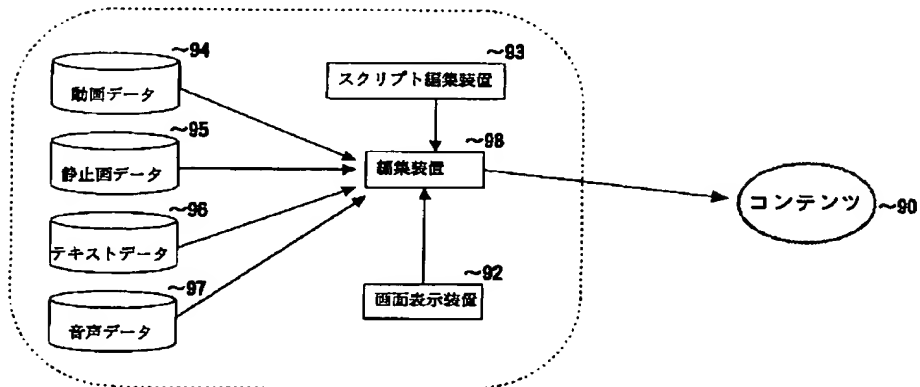 ~94
動画データ
~95
静止画データ
~96
テキストデータ
~97
音声データ
~93
スクリプト編集装置
~98
編集装置
~92
画面表示装置
コンテンツ ~90